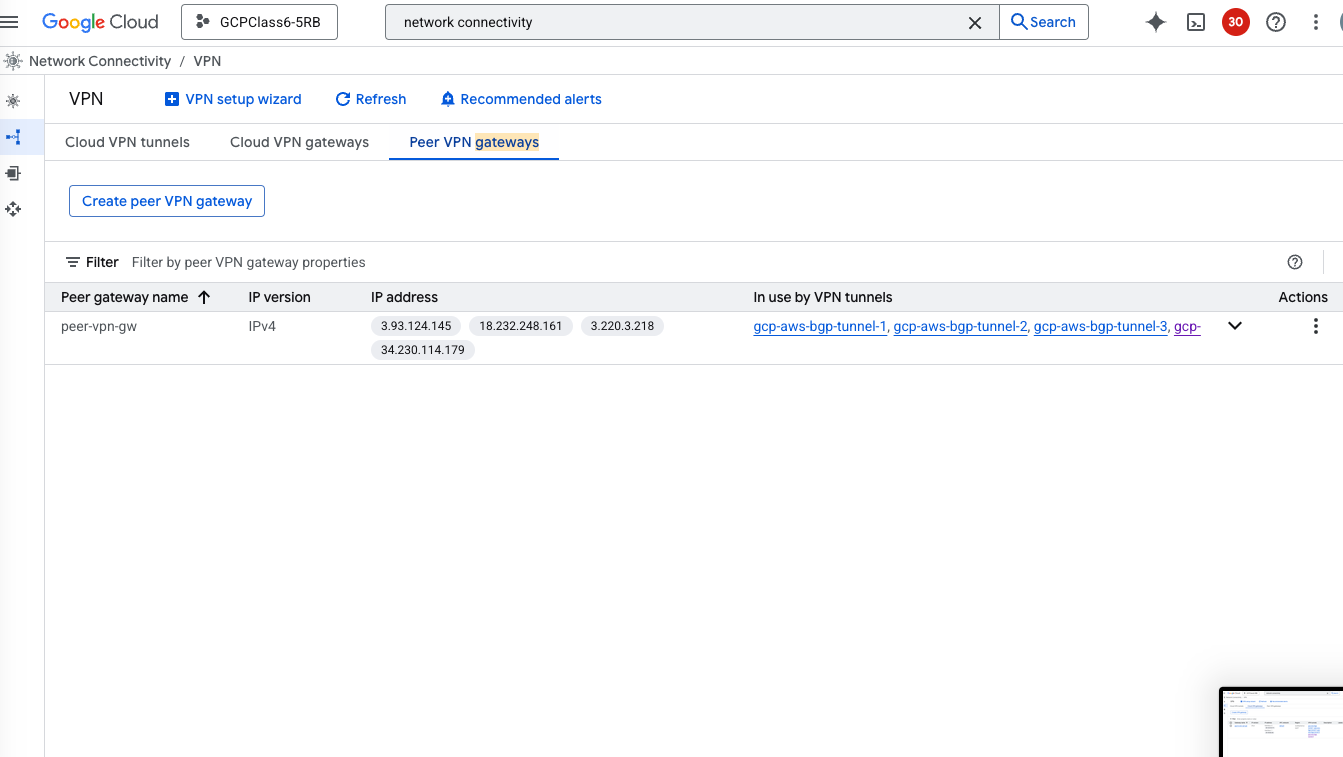 Google Cloud GCPClass6-5RB network connectivity Search 30
Network Connectivity / VPN
VPN VPN setup wizard Refresh Recommended alerts
Cloud VPN tunnels Cloud VPN gateways Peer VPN gateways
Create peer VPN gateway
Filter Filter by peer VPN gateway properties
Peer gateway name IP version IP address In use by VPN tunnels Actions
peer-vpn-gw IPv4 3.93.124.145 18.232.248.161 3.220.3.218 gcp-aws-bgp-tunnel-1, gcp-aws-bgp-tunnel-2, gcp-aws-bgp-tunnel-3, gcp-
34.230.114.179